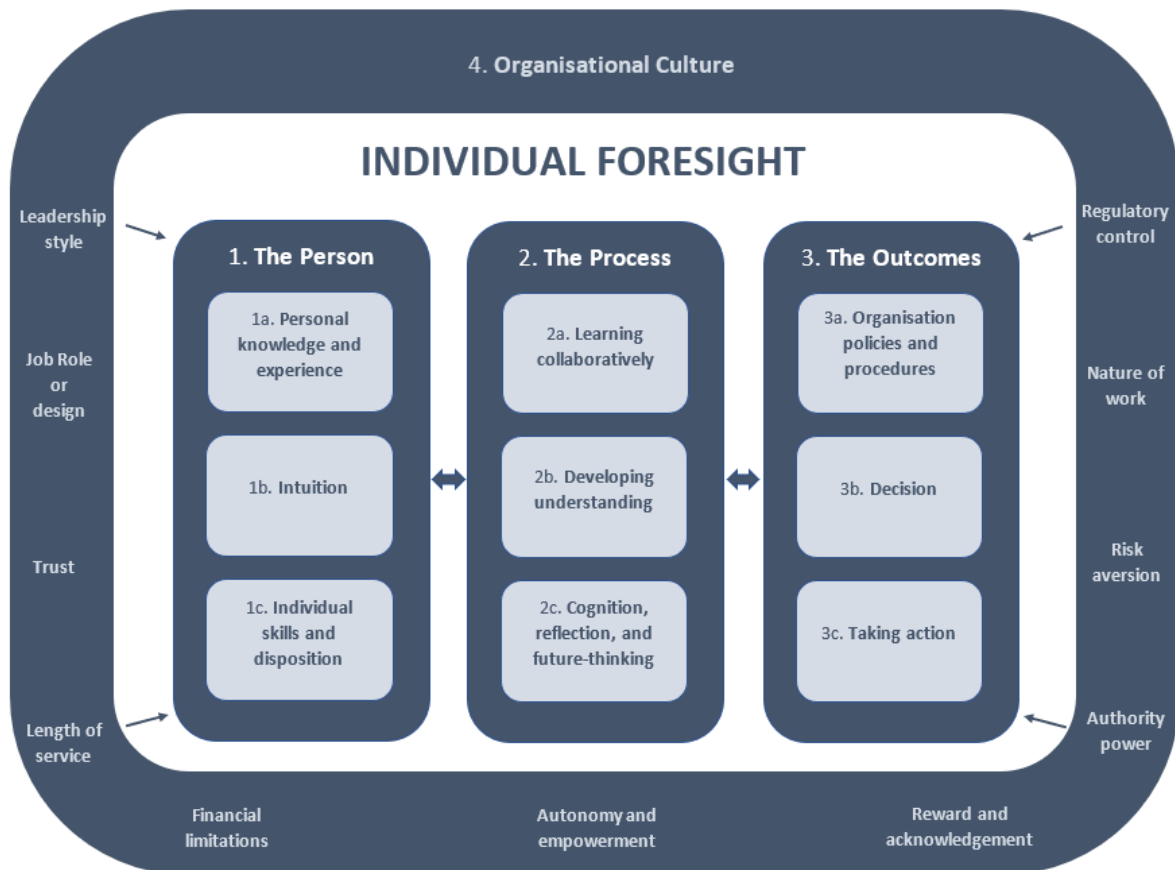 4. Organisational Culture
INDIVIDUAL FORESIGHT
Leadership
style
Job Role
or
design
Trust
Length of
service
1. The Person
1a. Personal
knowledge and
experience
1b. Intuition
1c. Individual
skills and
disposition
2. The Process
2a. Learning
collaboratively
2b. Developing
understanding
2c. Cognition,
reflection, and
future-thinking
3. The Outcomes
3a. Organisation
policies and
procedures
3b. Decision
3c. Taking action
Regulatory
control
Nature of
work
Risk
aversion
Authority
power
Financial
limitations
Autonomy and
empowerment
Reward and
acknowledgement